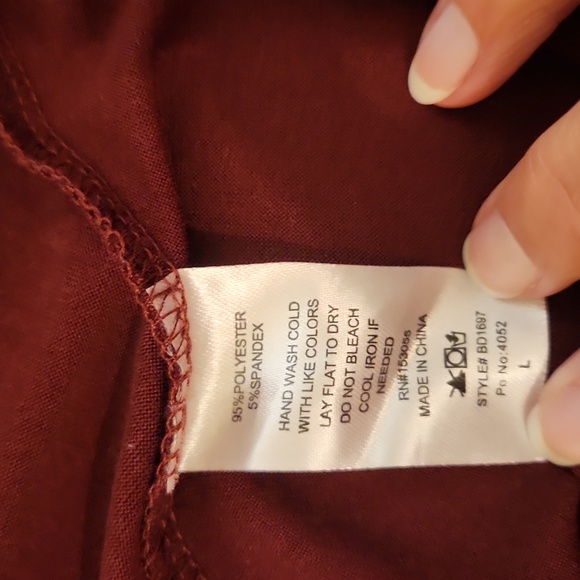 95%POLYESTER
5%SPANDEX
HAND WASH COLD
WITH LIKE COLORS
LAY FLAT TO DRY
DO NOT BLEACH
COOL IRON IF
NEEDED
RN#153056
MADE IN CHINA
STYLE# BD1697
Po No:4052
L